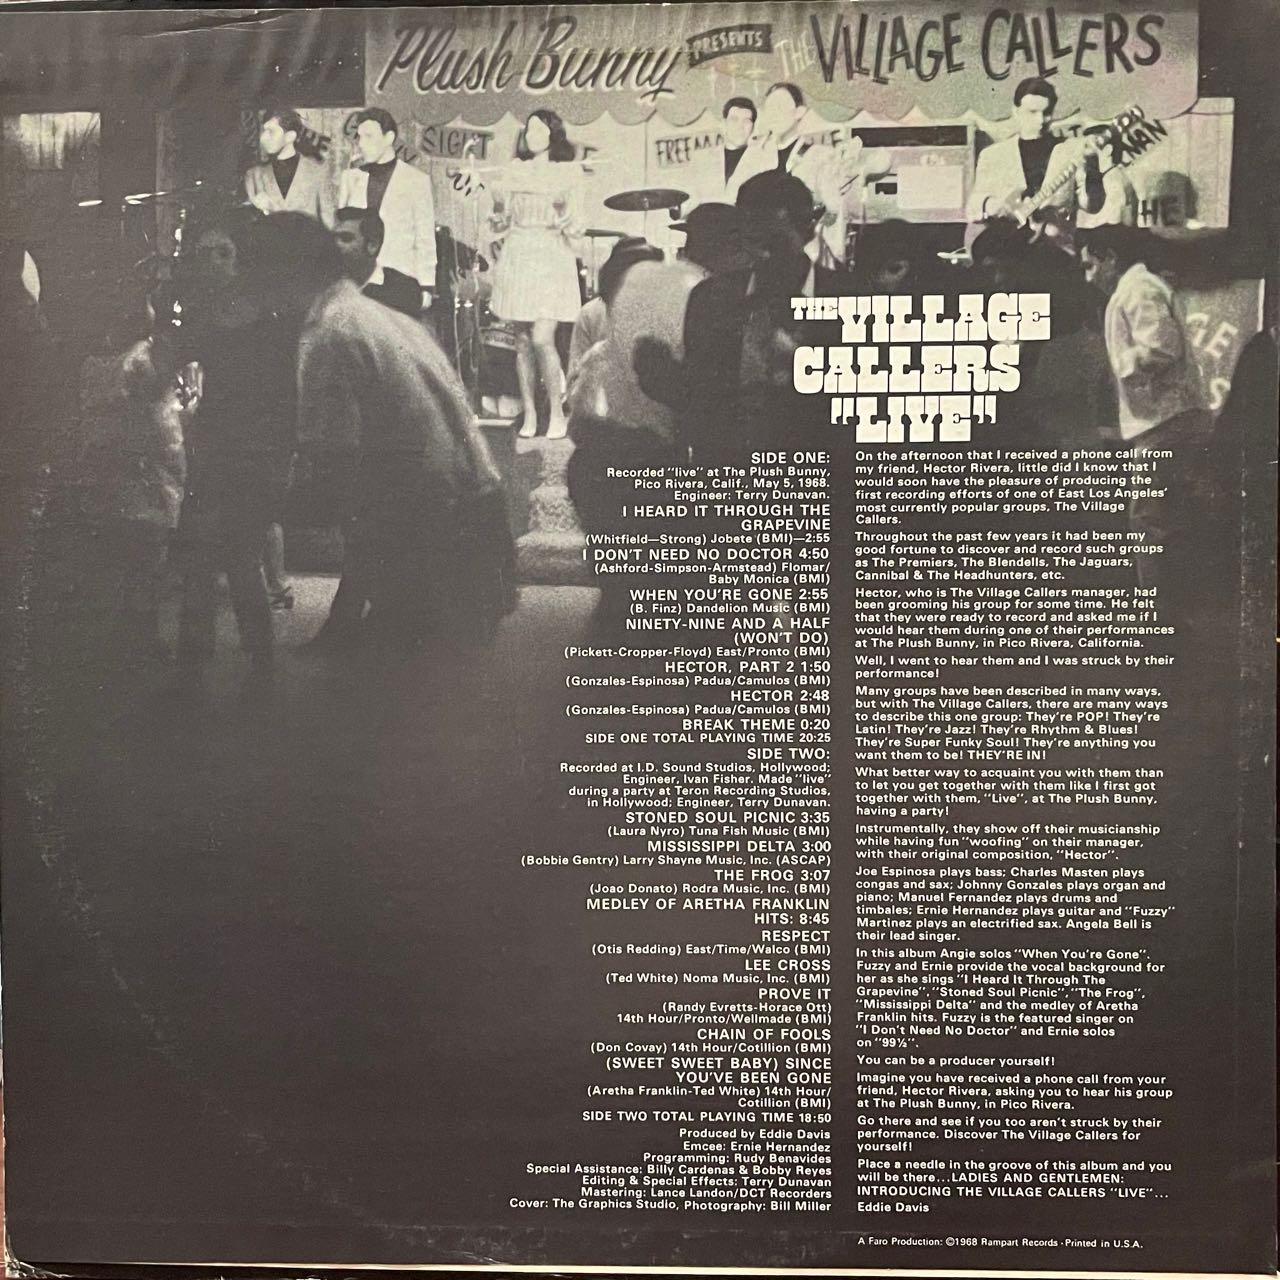 Plush Bunny PRESENTS THE VILLAGE CALLERS
SIGHT
FREEMA
THE
THE VILLAGE
CALLERS
"LIVE"
SIDE ONE:
Recorded "live" at The Plush Bunny,
Pico Rivera, Calif., May 5, 1968.
Engineer: Terry Dunavan.
I HEARD IT THROUGH THE
GRAPEVINE
(Whitfield—Strong) Jobete (BMI)—2:55
I DON'T NEED NO DOCTOR 4:50
(Ashford-Simpson-Armstead) Flomar/
Baby Monica (BMI)
WHEN YOU'RE GONE 2:55
(B. Finz) Dandelion Music (BMI)
NINETY-NINE AND A HALF
(WON'T DO)
(Pickett-Cropper-Floyd) East/Pronto (BMI)
HECTOR, PART 2 1:50
(Gonzales-Espinosa) Padua/Camulos (BMI)
HECTOR 2:48
(Gonzales-Espinosa) Padua/Camulos (BMI)
BREAK THEME 0:20
SIDE ONE TOTAL PLAYING TIME 20:25
SIDE TWO:
Recorded at I.D. Sound Studios, Hollywood;
Engineer, Ivan Fisher. Made "live"
during a party at Teron Recording Studios,
in Hollywood; Engineer, Terry Dunavan.
STONED SOUL PICNIC 3:35
(Laura Nyro) Tuna Fish Music (BMI)
MISSISSIPPI DELTA 3:00
(Bobbie Gentry) Larry Shayne Music, Inc. (ASCAP)
THE FROG 3:07
(Joao Donato) Rodra Music, Inc. (BMI)
MEDLEY OF ARETHA FRANKLIN
HITS: 8:45
RESPECT
(Otis Redding) East/Time/Walco (BMI)
LEE CROSS
(Ted White) Noma Music, Inc. (BMI)
PROVE IT
(Randy Evretts-Horace Ott)
14th Hour/Pronto/Wellmade (BMI)
CHAIN OF FOOLS
(Don Covay) 14th Hour/Cotillion (BMI)
(SWEET SWEET BABY) SINCE
YOU'VE BEEN GONE
(Aretha Franklin-Ted White) 14th Hour/
Cotillion (BMI)
SIDE TWO TOTAL PLAYING TIME 18:50
Produced by Eddie Davis
Emcee: Ernie Hernandez
Programming: Rudy Benavides
Special Assistance: Billy Cardenas & Bobby Reyes
Editing & Special Effects: Terry Dunavan
Mastering: Lance Landon/DCT Recorders
Cover: The Graphics Studio, Photography: Bill Miller
On the afternoon that I received a phone call from
my friend, Hector Rivera, little did I know that I
would soon have the pleasure of producing the
first recording efforts of one of East Los Angeles'
most currently popular groups, The Village
Callers.
Throughout the past few years it had been my
good fortune to discover and record such groups
as The Premiers, The Blendells, The Jaguars,
Cannibal & The Headhunters, etc.
Hector, who is The Village Callers manager, had
been grooming his group for some time. He felt
that they were ready to record and asked me if I
would hear them during one of their performances
at The Plush Bunny, in Pico Rivera, California.
Well, I went to hear them and I was struck by their
performance!
Many groups have been described in many ways,
but with The Village Callers, there are many ways
to describe this one group: They're POP! They're
Latin! They're Jazz! They're Rhythm & Blues!
They're Super Funky Soul! They're anything you
want them to be! THEY'RE IN!
What better way to acquaint you with them than
to let you get together with them like I first got
together with them, "Live", at The Plush Bunny,
having a party!
Instrumentally, they show off their musicianship
while having fun "woofing" on their manager,
with their original composition, "Hector".
Joe Espinosa plays bass; Charles Masten plays
congas and sax; Johnny Gonzales plays organ and
piano; Manuel Fernandez plays drums and
timbales; Ernie Hernandez plays guitar and "Fuzzy"
Martinez plays an electrified sax. Angela Bell is
their lead singer.
In this album Angie solos "When You're Gone".
Fuzzy and Ernie provide the vocal background for
her as she sings "I Heard It Through The
Grapevine", "Stoned Soul Picnic", "The Frog",
"Mississippi Delta" and the medley of Aretha
Franklin hits. Fuzzy is the featured singer on
"I Don't Need No Doctor" and Ernie solos
on "99½".
You can be a producer yourself!
Imagine you have received a phone call from your
friend, Hector Rivera, asking you to hear his group
at The Plush Bunny, in Pico Rivera.
Go there and see if you too aren't struck by their
performance. Discover The Village Callers for
yourself!
Place a needle in the groove of this album and you
will be there...LADIES AND GENTLEMEN:
INTRODUCING THE VILLAGE CALLERS "LIVE"...
Eddie Davis
A Faro Production: ©1968 Rampart Records · Printed in U.S.A.